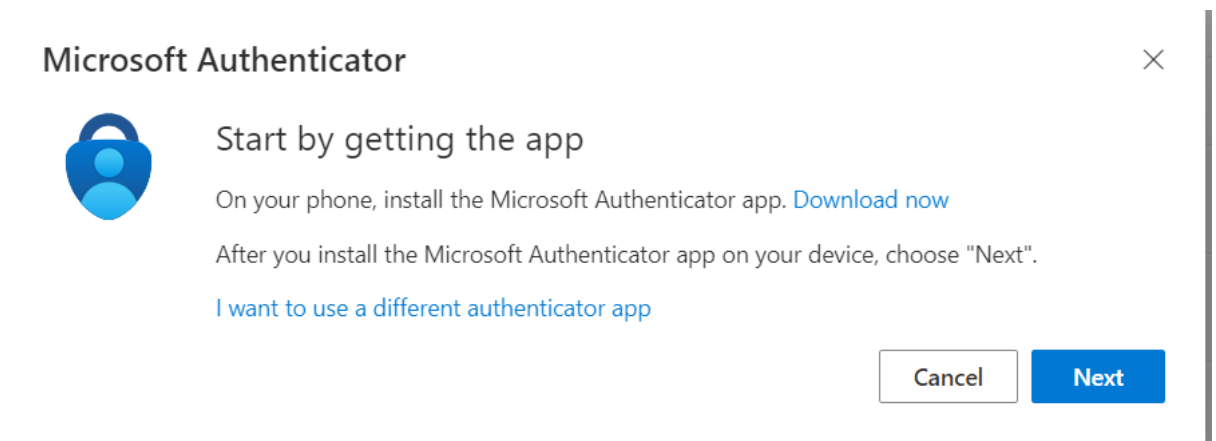 Microsoft Authenticator
Start by getting the app
On your phone, install the Microsoft Authenticator app. Download now
After you install the Microsoft Authenticator app on your device, choose "Next".
I want to use a different authenticator app
Cancel
Next